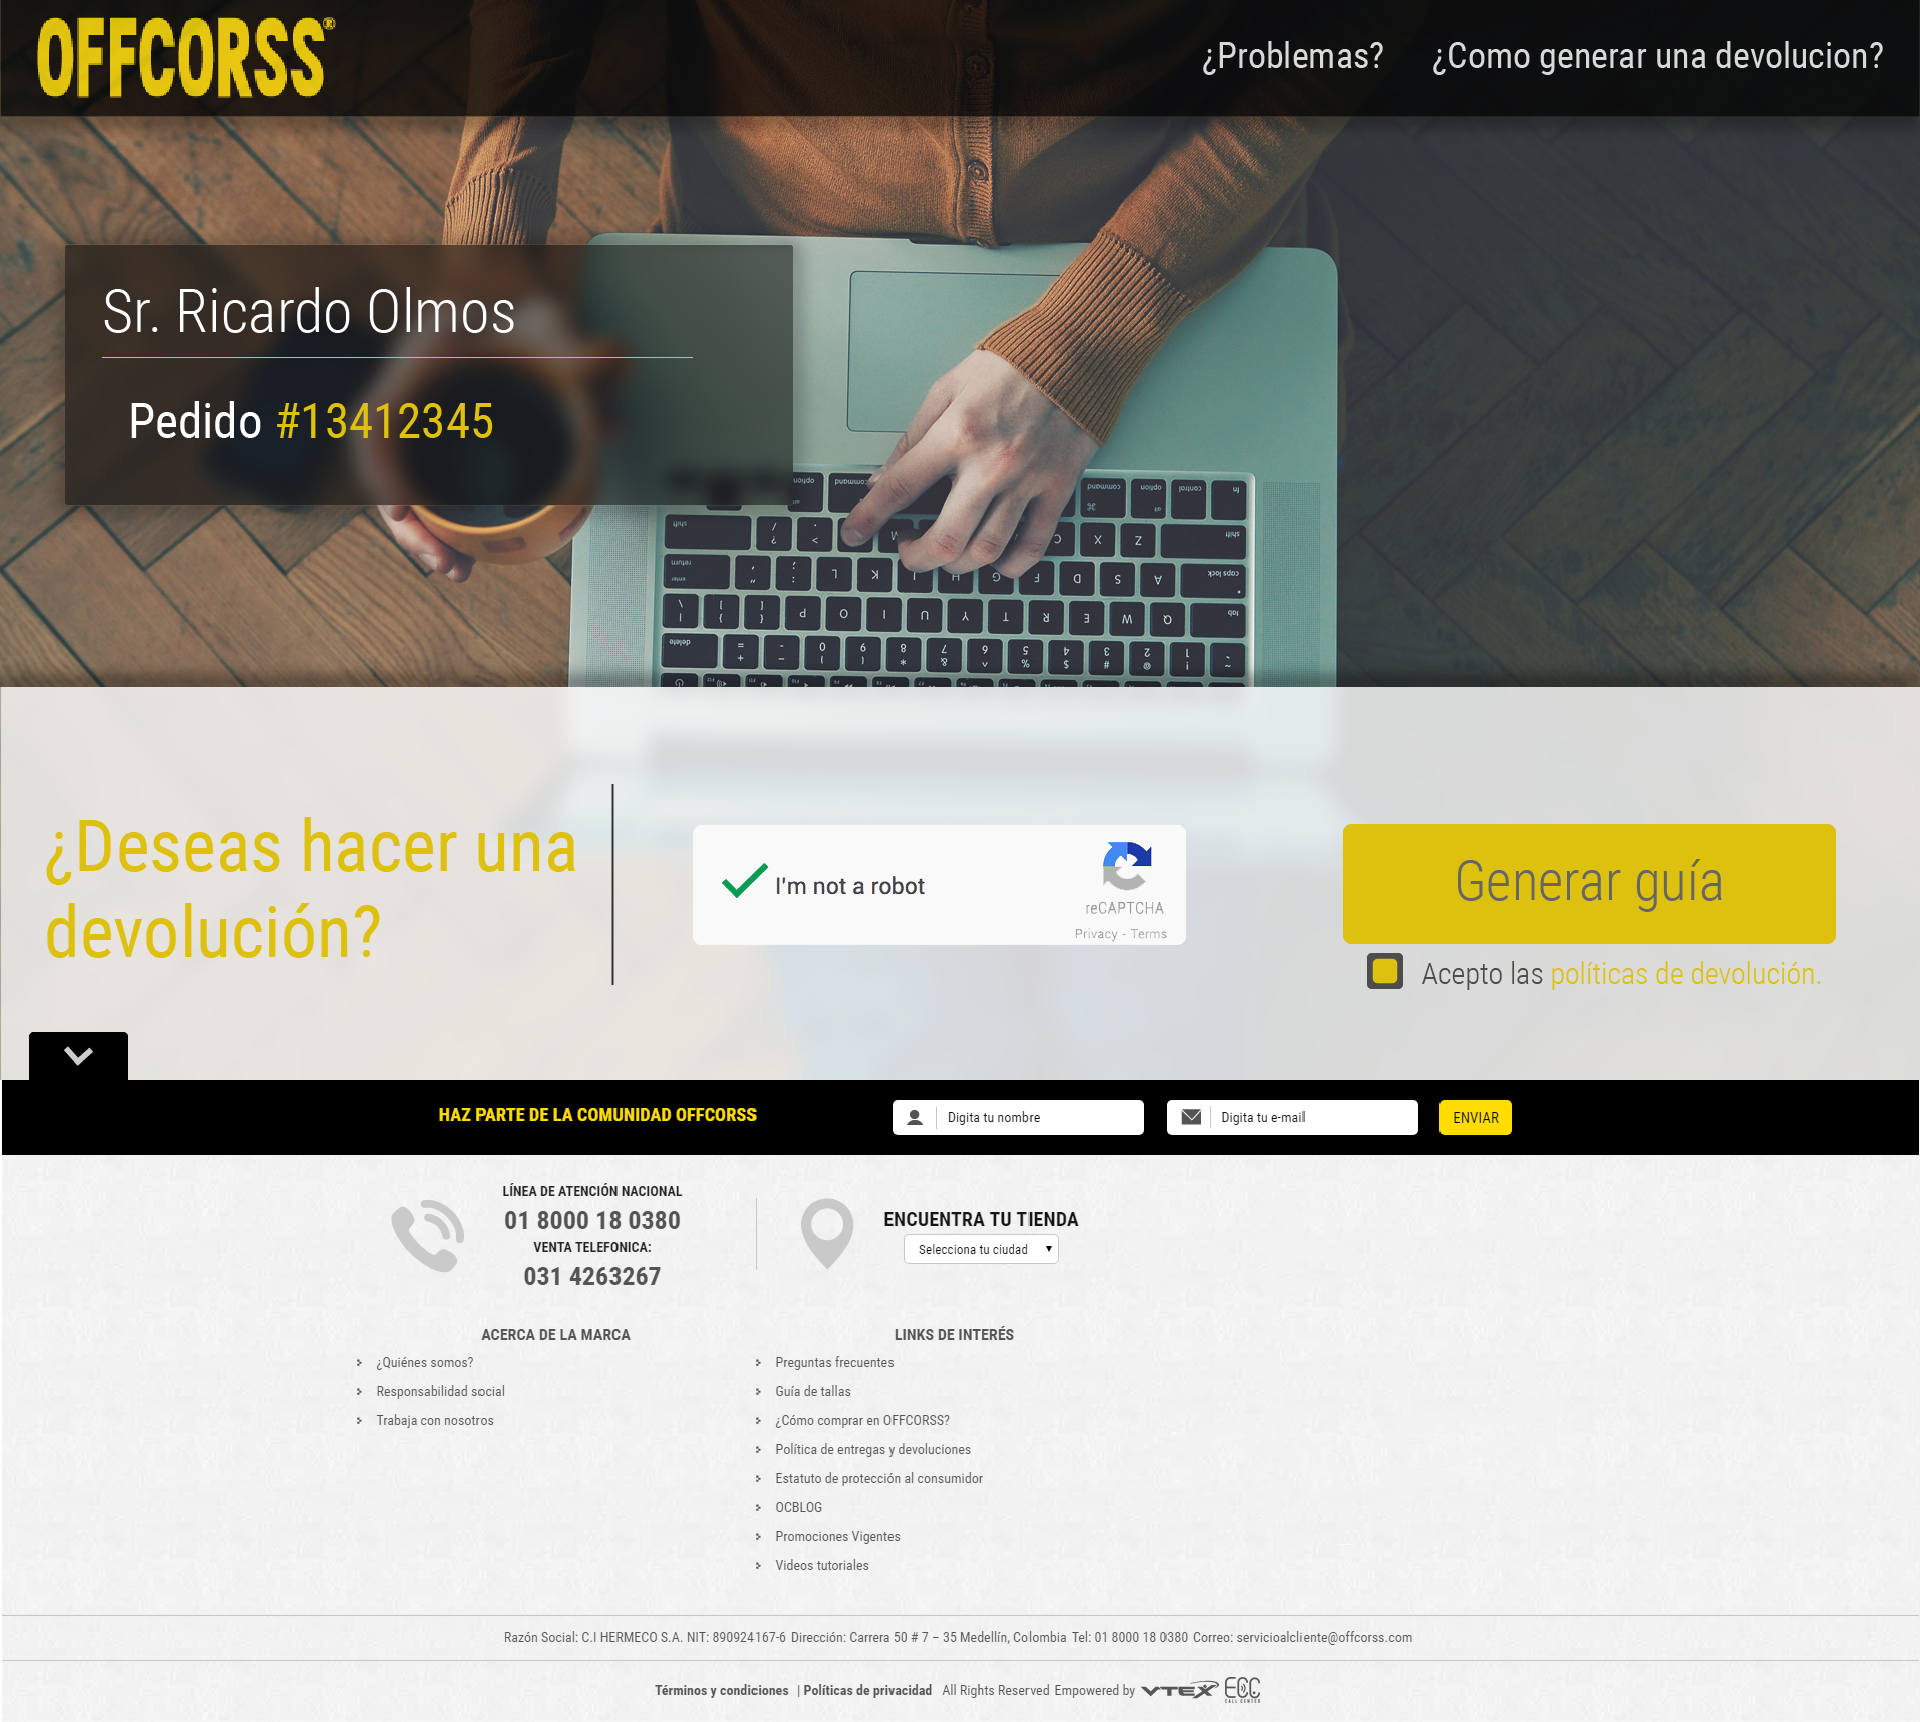 OFFCORSS®
¿Problemas? ¿Como generar una devolucion?
Sr. Ricardo Olmos
Pedido #13412345
¿Deseas hacer una
devolución?
I'm not a robot
reCAPTCHA
Privacy - Terms
Generar guía
Acepto las políticas de devolución.
HAZ PARTE DE LA COMUNIDAD OFFCORSS
Digita tu nombre
Digita tu e-mail
ENVIAR
LÍNEA DE ATENCIÓN NACIONAL
01 8000 18 0380
VENTA TELEFONICA:
031 4263267
ENCUENTRA TU TIENDA
Selecciona tu ciudad
ACERCA DE LA MARCA
¿Quiénes somos?
Responsabilidad social
Trabaja con nosotros
LINKS DE INTERÉS
Preguntas frecuentes
Guía de tallas
¿Cómo comprar en OFFCORSS?
Política de entregas y devoluciones
Estatuto de protección al consumidor
OCBLOG
Promociones Vigentes
Videos tutoriales
Razón Social: C.I HERMECO S.A. NIT: 890924167-6 Dirección: Carrera 50 # 7 – 35 Medellín, Colombia Tel: 01 8000 18 0380 Correo: servicioalcliente@offcorss.com
Términos y condiciones | Políticas de privacidad All Rights Reserved Empowered by VTEX ECC CALL CENTER